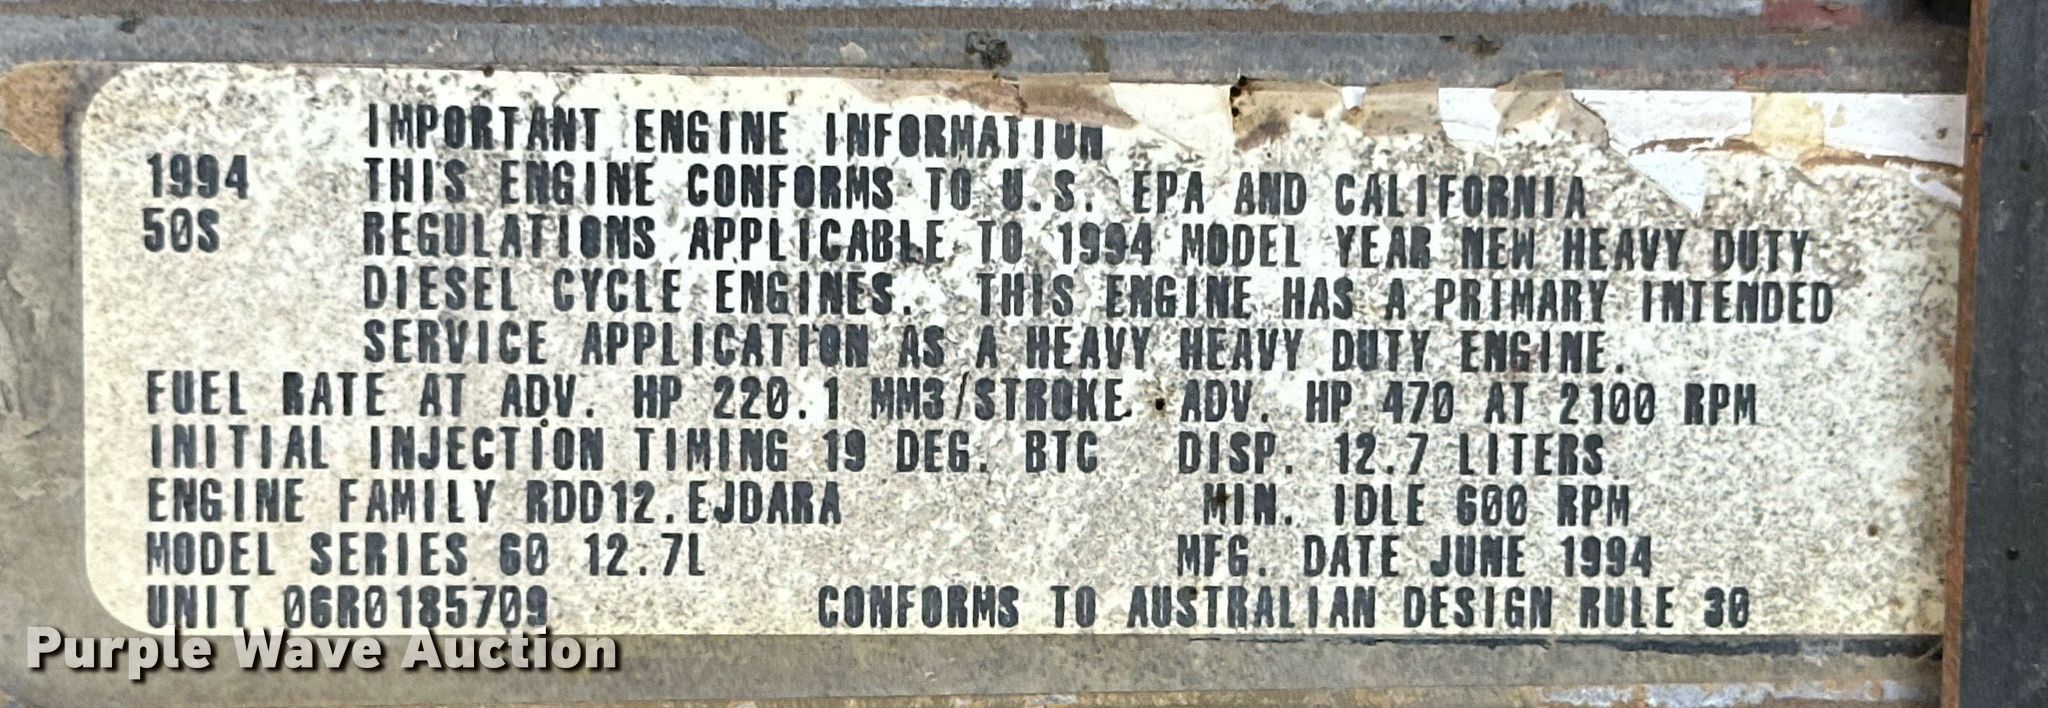 IMPORTANT ENGINE INFORMATION
1994 THIS ENGINE CONFORMS TO U.S. EPA AND CALIFORNIA
50S REGULATIONS APPLICABLE TO 1994 MODEL YEAR NEW HEAVY DUTY
DIESEL CYCLE ENGINES. THIS ENGINE HAS A PRIMARY INTENDED
SERVICE APPLICATION AS A HEAVY HEAVY DUTY ENGINE.
FUEL RATE AT ADV. HP 220.1 MM3/STROKE ADV. HP 470 AT 2100 RPM
INITIAL INJECTION TIMING 19 DEG. BTC DISP. 12.7 LITERS
ENGINE FAMILY RDD12.EJDARA MIN. IDLE 600 RPM
MODEL SERIES 60 12.7L MFG. DATE JUNE 1994
UNIT 06R0185709 CONFORMS TO AUSTRALIAN DESIGN RULE 30
Purple Wave Auction